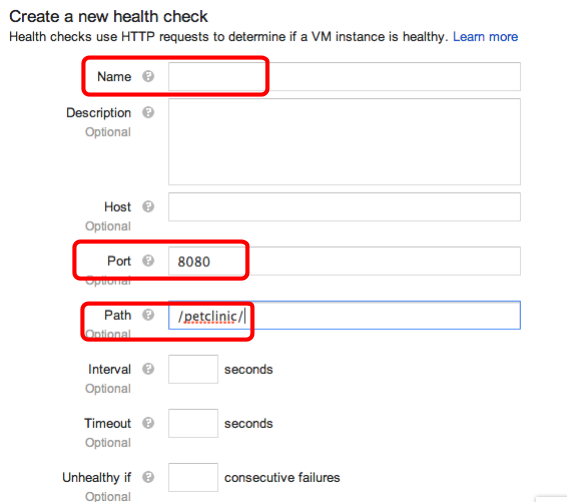 Create a new health check
Health checks use HTTP requests to determine if a VM instance is healthy. Learn more
Name ?
Description ?
Optional
Host ?
Optional
Port ? 8080
Optional
Path ? /petclinic/
Optional
Interval ? seconds
Optional
Timeout ? seconds
Optional
Unhealthy if ? consecutive failures
Optional